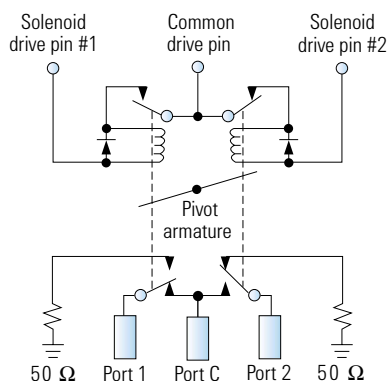 Solenoid
drive pin #1
Common
drive pin
Solenoid
drive pin #2
Pivot
armature
50 Ω
Port 1
Port C
Port 2
50 Ω